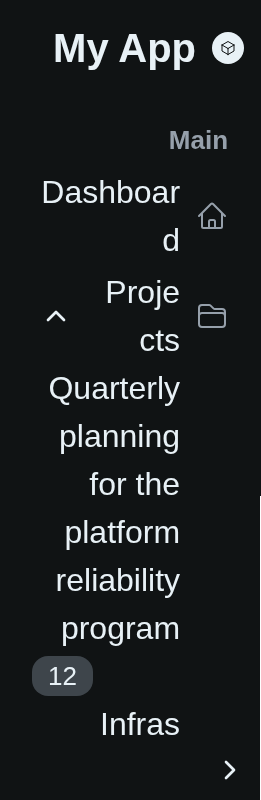 My App
Main
Dashboar
d
Proje
cts
Quarterly
planning
for the
platform
reliability
program
12
Infras